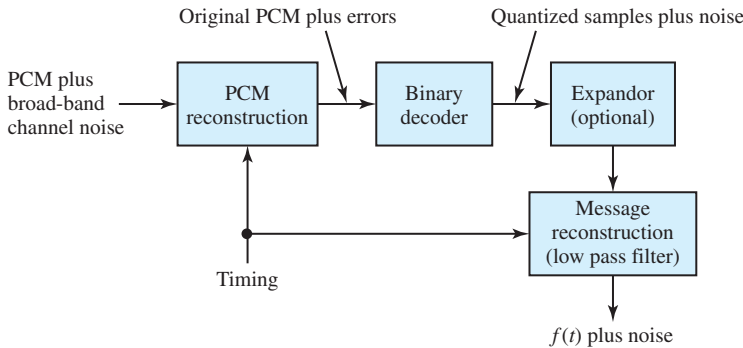 Original PCM plus errors
Quantized samples plus noise
PCM plus
broad-band
channel noise
PCM
reconstruction
Binary
decoder
Expandor
(optional)
Message
reconstruction
(low pass filter)
Timing
f(t) plus noise